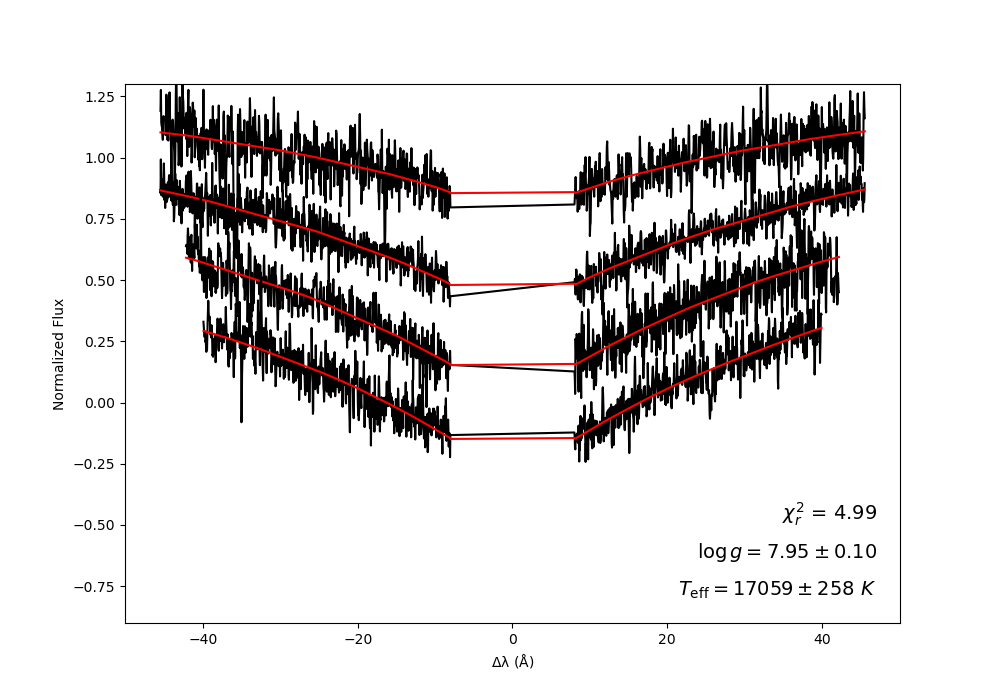 1.25
1.00
0.75
0.50
0.25
0.00
−0.25
−0.50
−0.75
Normalized Flux
χ²ᵣ = 4.99
log g = 7.95 ± 0.10
T_eff = 17059 ± 258 K
−40 −20 0 20 40
Δλ (Å)